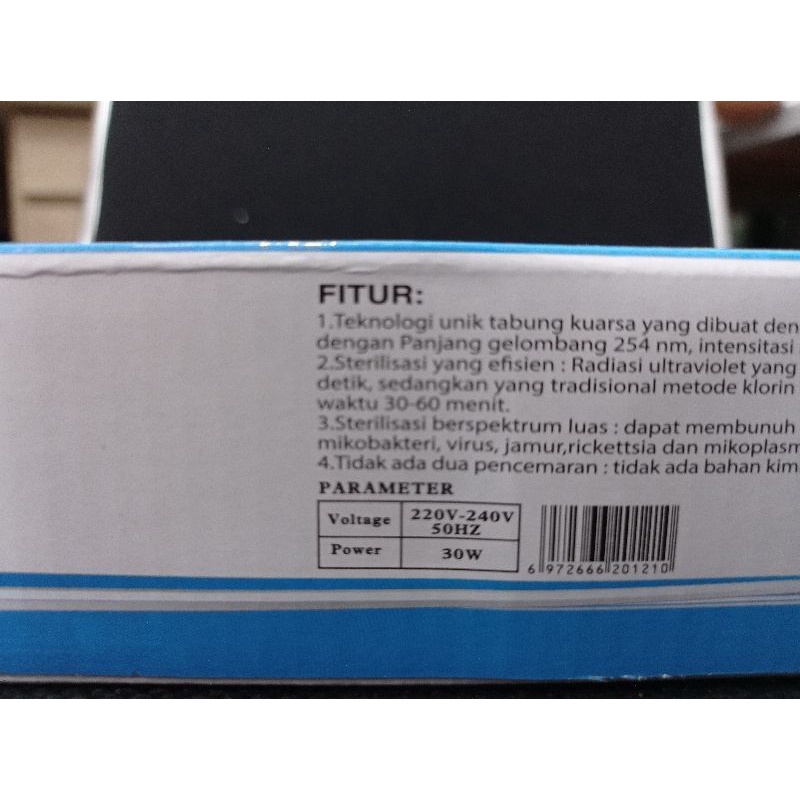 FITUR:
1.Teknologi unik tabung kuarsa yang dibuat den
dengan Panjang gelombang 254 nm, intensitasi
2.Sterilisasi yang efisien : Radiasi ultraviolet yang
detik, sedangkan yang tradisional metode klorin
waktu 30-60 menit.
3.Sterilisasi berspektrum luas : dapat membunuh
mikobakteri, virus, jamur,rickettsia dan mikoplasm
4.Tidak ada dua pencemaran : tidak ada bahan kim
PARAMETER
Voltage 220V-240V
50HZ
Power 30W
6 972666 201210